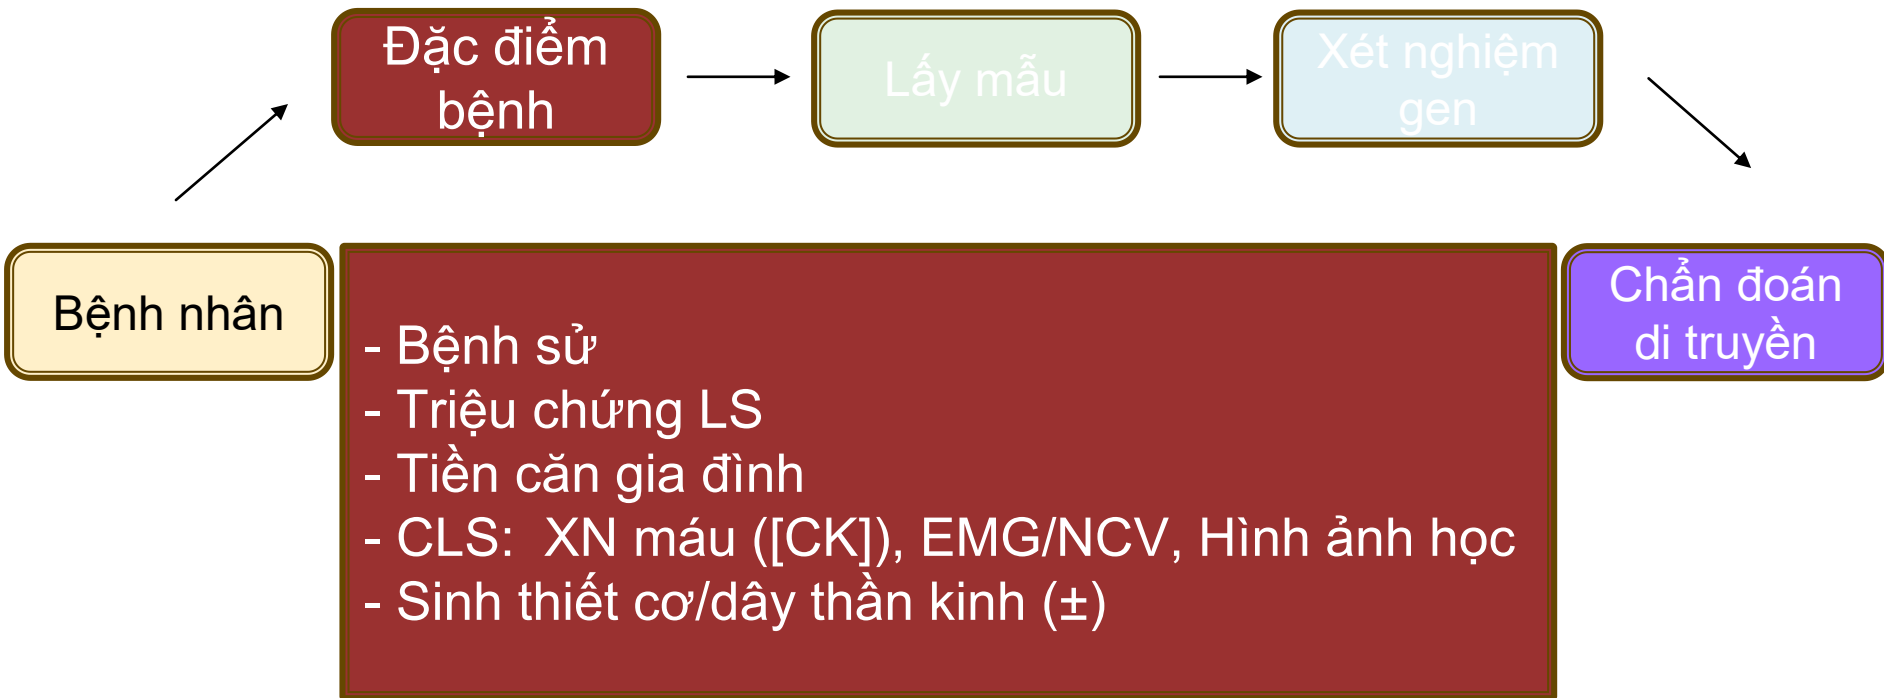 Đặc điểm
bệnh
Lấy mẫu
Xét nghiệm
gen
Bệnh nhân
Chẩn đoán
di truyền
- Bệnh sử
- Triệu chứng LS
- Tiền căn gia đình
- CLS:  XN máu ([CK]), EMG/NCV, Hình ảnh học
- Sinh thiết cơ/dây thần kinh (±)